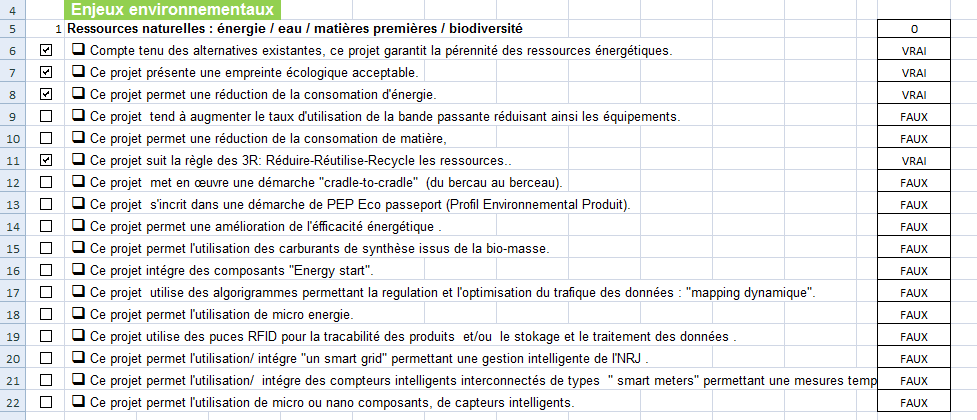 4 Enjeux environnementaux
5 1 Ressources naturelles : énergie / eau / matières premières / biodiversité 0
6 Compte tenu des alternatives existantes, ce projet garantit la pérennité des ressources énergétiques. VRAI
7 Ce projet présente une empreinte écologique acceptable. VRAI
8 Ce projet permet une réduction de la consomation d'énergie. VRAI
9 Ce projet tend à augmenter le taux d'utilisation de la bande passante réduisant ainsi les équipements. FAUX
10 Ce projet permet une réduction de la consomation de matière, FAUX
11 Ce projet suit la règle des 3R: Réduire-Réutilise-Recycle les ressources.. VRAI
12 Ce projet met en œuvre une démarche "cradle-to-cradle" (du bercau au berceau). FAUX
13 Ce projet s'incrit dans une démarche de PEP Eco passeport (Profil Environnemental Produit). FAUX
14 Ce projet permet une amélioration de l'éfficacité énergétique . FAUX
15 Ce projet permet l'utilisation des carburants de synthèse issus de la bio-masse. FAUX
16 Ce projet intégre des composants "Energy start". FAUX
17 Ce projet utilise des algorigrammes permettant la regulation et l'optimisation du trafique des données : "mapping dynamique". FAUX
18 Ce projet permet l'utilisation de micro energie. FAUX
19 Ce projet utilise des puces RFID pour la tracabilité des produits et/ou le stokage et le traitement des données . FAUX
20 Ce projet permet l'utilisation/ intégre "un smart grid" permettant une gestion intelligente de l'NRJ . FAUX
21 Ce projet permet l'utilisation/ intégre des compteurs intelligents interconnectés de types " smart meters" permettant une mesures temp FAUX
22 Ce projet permet l'utilisation de micro ou nano composants, de capteurs intelligents. FAUX